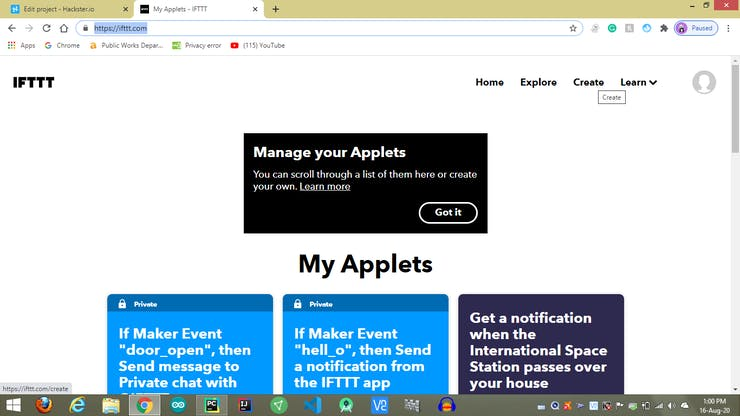 Edit project - Hackster.io
My Applets - IFTTT
https://ifttt.com
Paused
Apps
Chrome
Public Works Depar...
Privacy error
(115) YouTube
IFTTT
Home Explore Create Learn
Create
Manage your Applets
You can scroll through a list of them here or create
your own. Learn more
Got it
My Applets
Private
If Maker Event
"door_open", then
Send message to
Private chat with
Private
If Maker Event
"hell_o", then Send
a notification from
the IFTTT app
Get a notification
when the
International Space
Station passes over
your house
https://ifttt.com/create
1:00 PM
16-Aug-20